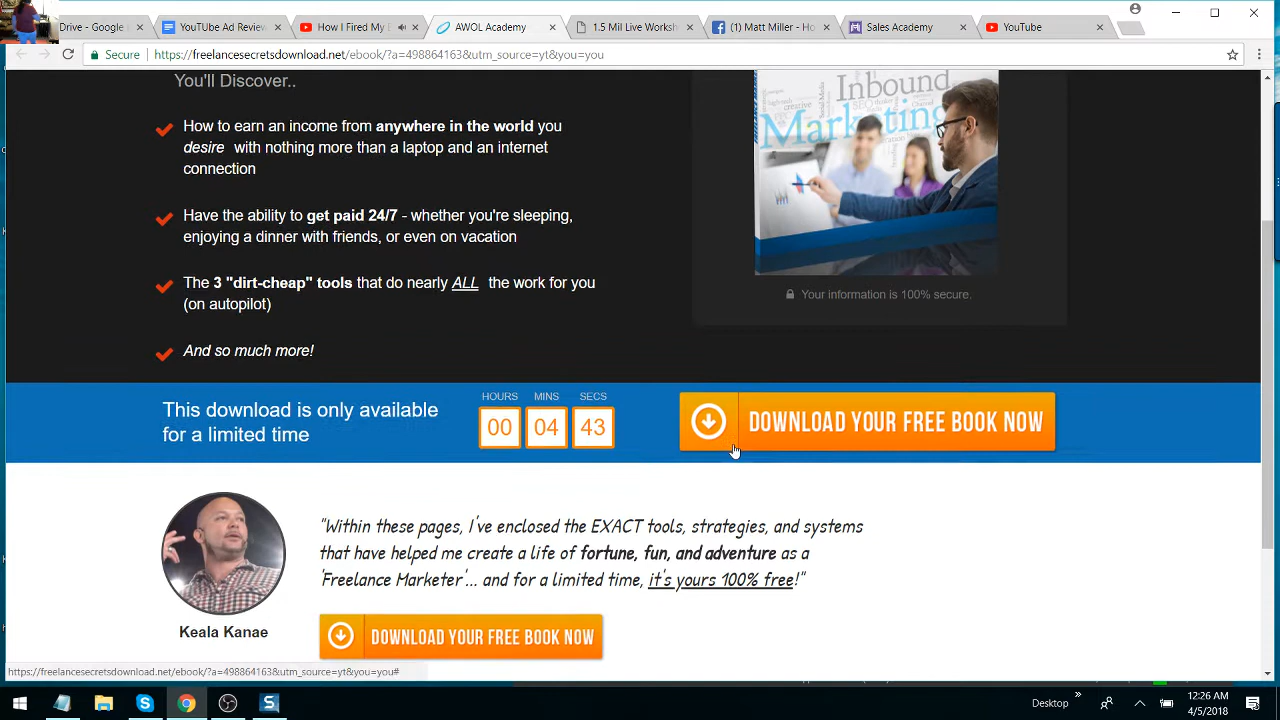 Drive - Google
YouTube Ad Review
How I Fired My B
AWOL Academy
1.5 Mil Live Worksh
(1) Matt Miller - Ho
Sales Academy
YouTube
Secure
https://freelancesecretsdownload.net/ebook/?a=498864163&utm_source=yt&you=you
You'll Discover..
How to earn an income from anywhere in the world you
desire with nothing more than a laptop and an internet
connection
Have the ability to get paid 24/7 - whether you're sleeping,
enjoying a dinner with friends, or even on vacation
The 3 "dirt-cheap" tools that do nearly ALL the work for you
(on autopilot)
And so much more!
Inbound
Marketing
Your information is 100% secure.
This download is only available
for a limited time
HOURS MINS SECS
00 04 43
DOWNLOAD YOUR FREE BOOK NOW
"Within these pages, I've enclosed the EXACT tools, strategies, and systems
that have helped me create a life of fortune, fun, and adventure as a
'Freelance Marketer'... and for a limited time, it's yours 100% free!"
Keala Kanae
DOWNLOAD YOUR FREE BOOK NOW
https://freelancesecretsdownload.net/ebook/?a=498864163&utm_source=yt&you=you#
Desktop
12:26 AM
4/5/2018